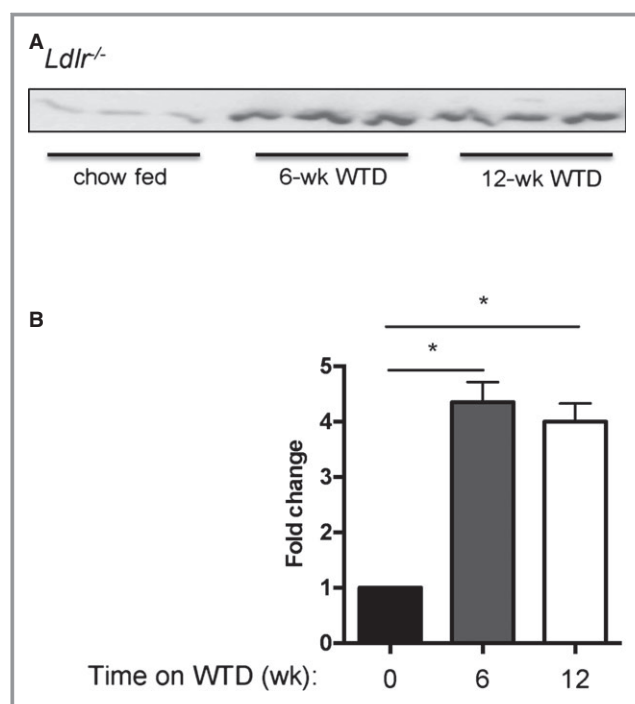 A
Ldlr-/-
chow fed 6-wk WTD 12-wk WTD
B
*
*
5
4
3
2
1
0
Fold change
Time on WTD (wk): 0 6 12